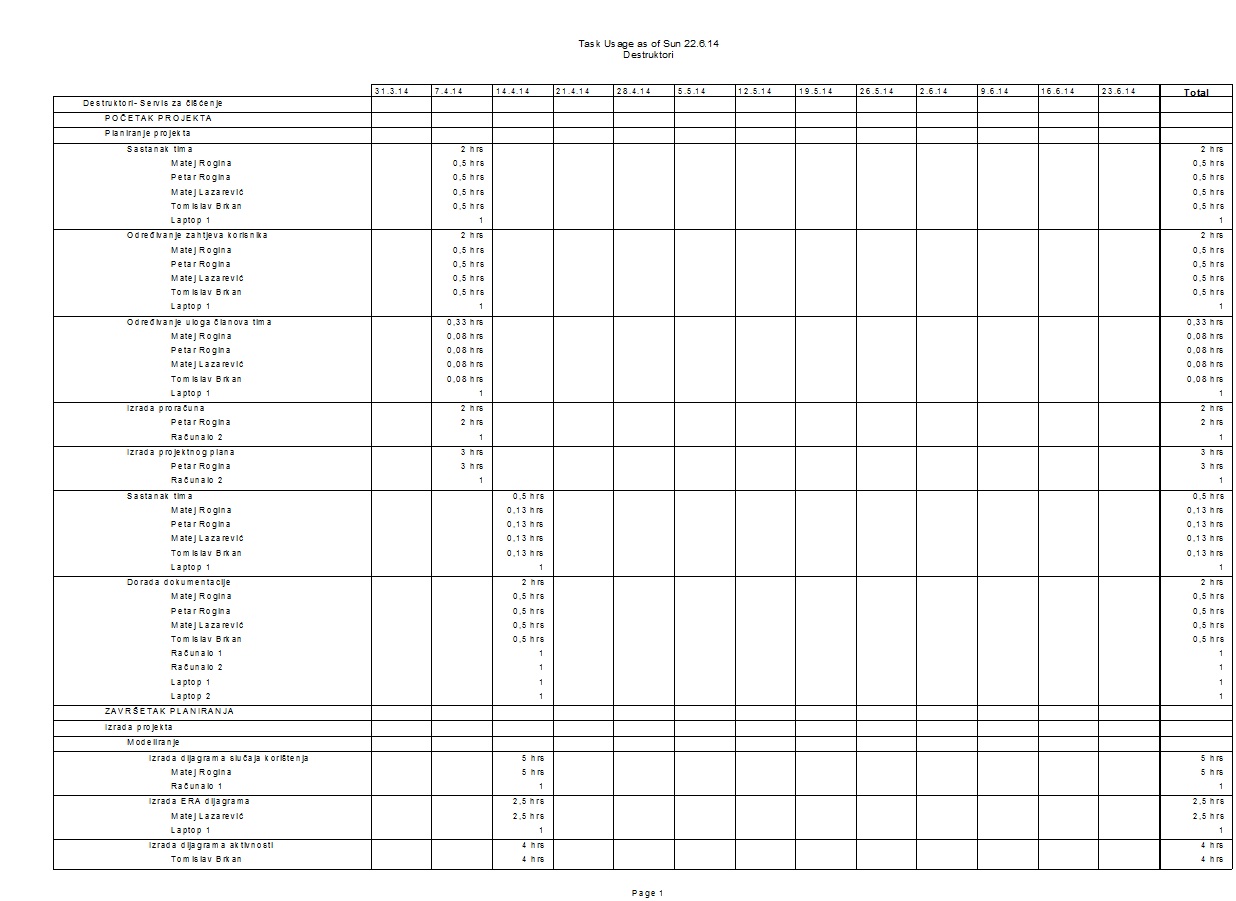 Task Usage as of Sun 22.6.14
Destruktori
31.3.14 7.4.14 14.4.14 21.4.14 28.4.14 5.5.14 12.5.14 19.5.14 26.5.14 2.6.14 9.6.14 16.6.14 23.6.14 Total
Destruktori- Servis za čišćenje
POČETAK PROJEKTA
Planiranje projekta
Sastanak tima 2 hrs 2 hrs
Matej Rogina 0,5 hrs 0,5 hrs
Petar Rogina 0,5 hrs 0,5 hrs
Matej Lazarević 0,5 hrs 0,5 hrs
Tomislav Brkan 0,5 hrs 0,5 hrs
Laptop 1 1 1
Određivanje zahtjeva korisnika 2 hrs 2 hrs
Matej Rogina 0,5 hrs 0,5 hrs
Petar Rogina 0,5 hrs 0,5 hrs
Matej Lazarević 0,5 hrs 0,5 hrs
Tomislav Brkan 0,5 hrs 0,5 hrs
Laptop 1 1 1
Određivanje uloga članova tima 0,33 hrs 0,33 hrs
Matej Rogina 0,08 hrs 0,08 hrs
Petar Rogina 0,08 hrs 0,08 hrs
Matej Lazarević 0,08 hrs 0,08 hrs
Tomislav Brkan 0,08 hrs 0,08 hrs
Laptop 1 1 1
Izrada proračuna 2 hrs 2 hrs
Petar Rogina 2 hrs 2 hrs
Računalo 2 1 1
Izrada projektnog plana 3 hrs 3 hrs
Petar Rogina 3 hrs 3 hrs
Računalo 2 1 1
Sastanak tima 0,5 hrs 0,5 hrs
Matej Rogina 0,13 hrs 0,13 hrs
Petar Rogina 0,13 hrs 0,13 hrs
Matej Lazarević 0,13 hrs 0,13 hrs
Tomislav Brkan 0,13 hrs 0,13 hrs
Laptop 1 1 1
Dorada dokumentacije 2 hrs 2 hrs
Matej Rogina 0,5 hrs 0,5 hrs
Petar Rogina 0,5 hrs 0,5 hrs
Matej Lazarević 0,5 hrs 0,5 hrs
Tomislav Brkan 0,5 hrs 0,5 hrs
Računalo 1 1 1
Računalo 2 1 1
Laptop 1 1 1
Laptop 2 1 1
ZAVRŠETAK PLANIRANJA
Izrada projekta
Modeliranje
Izrada dijagrama slučaja korištenja 5 hrs 5 hrs
Matej Rogina 5 hrs 5 hrs
Računalo 1 1 1
Izrada ERA dijagrama 2,5 hrs 2,5 hrs
Matej Lazarević 2,5 hrs 2,5 hrs
Laptop 1 1 1
Izrada dijagrama aktivnosti 4 hrs 4 hrs
Tomislav Brkan 4 hrs 4 hrs
Page 1